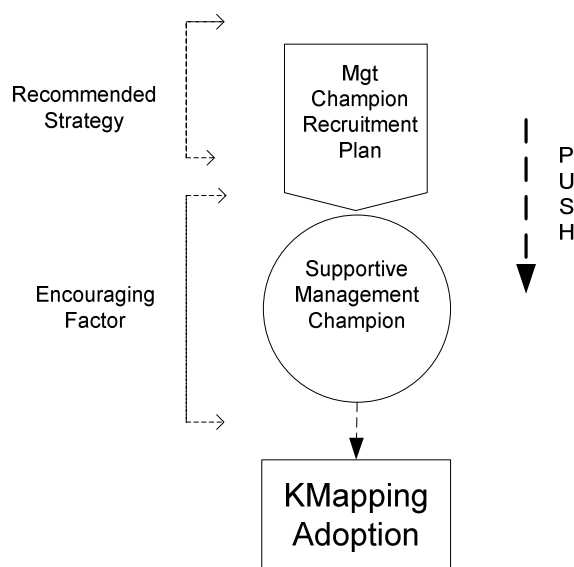 Mgt
Champion
Recruitment
Plan
Recommended
Strategy
P
U
S
H
Supportive
Management
Champion
Encouraging
Factor
KMapping
Adoption